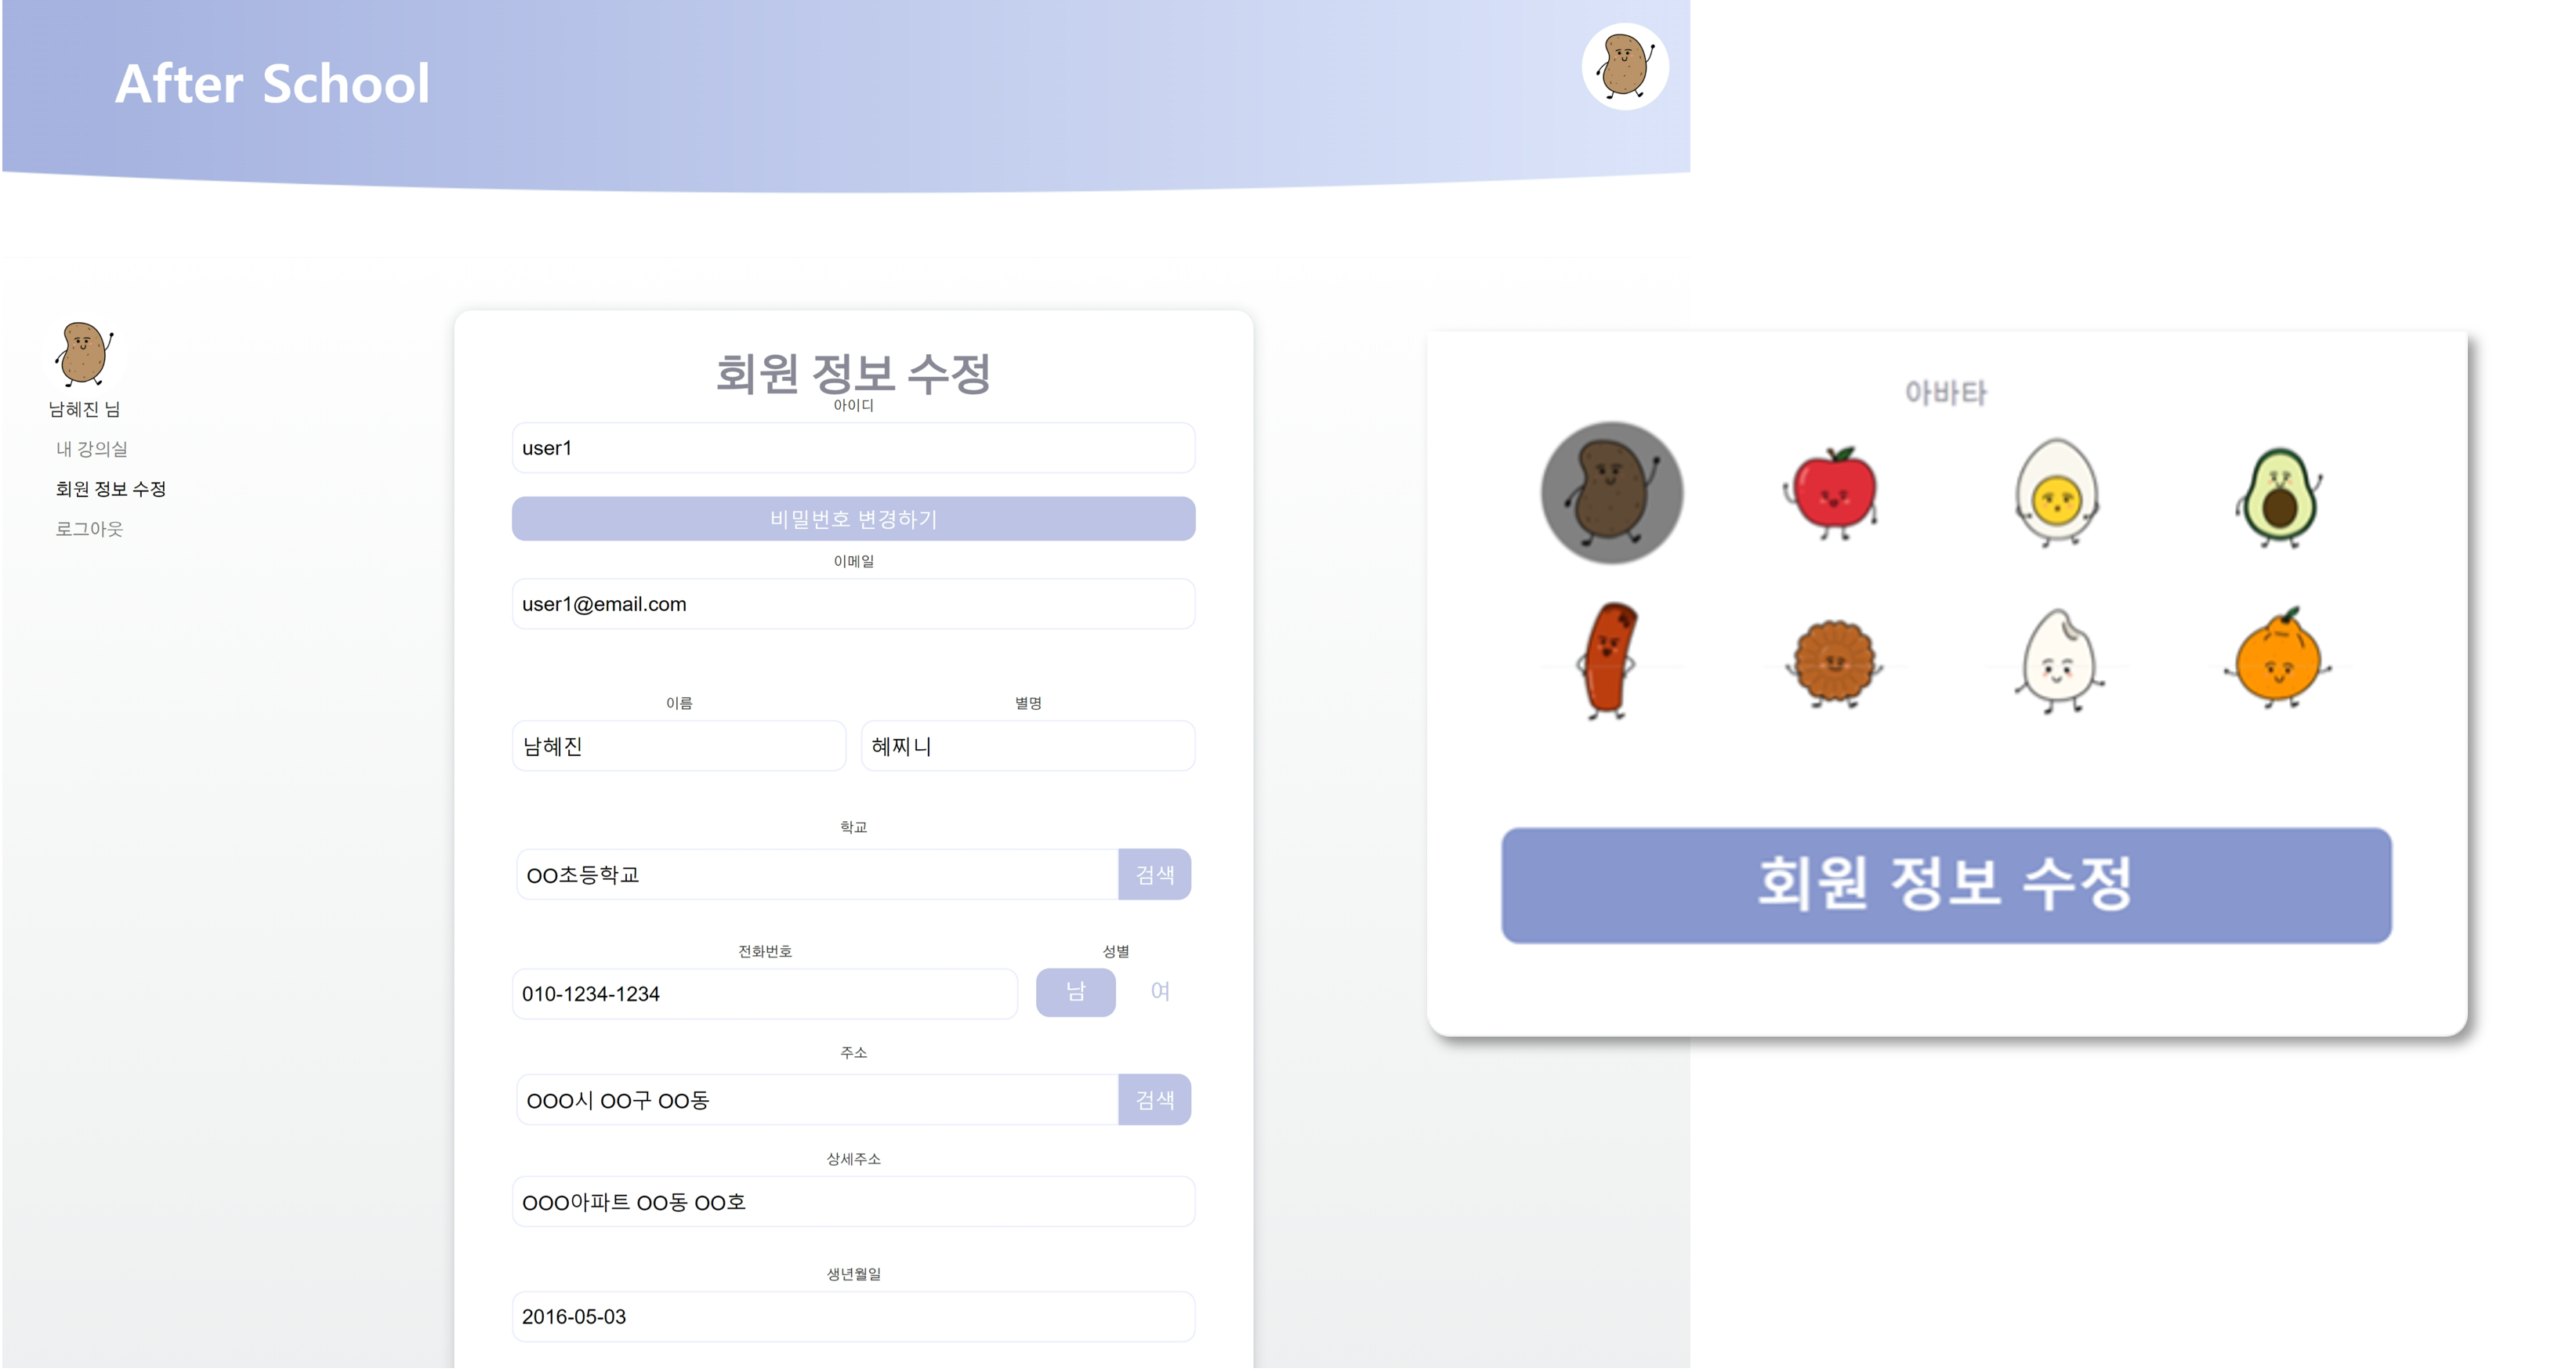 After School
남혜진 님
내 강의실
회원 정보 수정
로그아웃
회원 정보 수정
아이디
user1
비밀번호 변경하기
이메일
user1@email.com
이름 별명
남혜진 혜찌니
학교
OO초등학교 검색
전화번호 성별
010-1234-1234 남 여
주소
OOO시 OO구 OO동 검색
상세주소
OOO아파트 OO동 OO호
생년월일
2016-05-03
아바타
회원 정보 수정